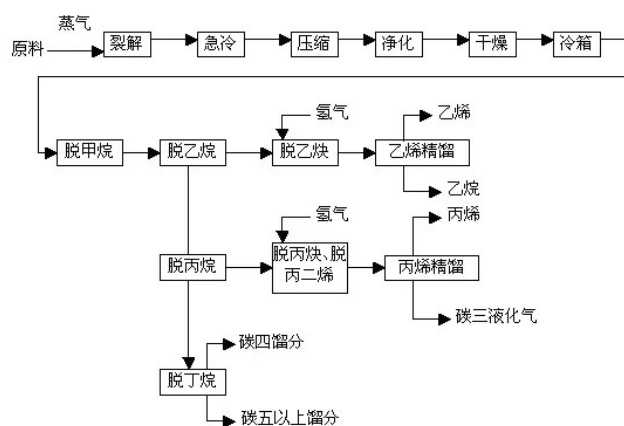 蒸气
原料
裂解
急冷
压缩
净化
干燥
冷箱
氢气
乙烯
脱甲烷
脱乙烷
脱乙炔
乙烯精馏
乙烷
氢气
丙烯
脱丙烷
脱丙炔、脱
丙二烯
丙烯精馏
碳三液化气
碳四馏分
脱丁烷
碳五以上馏分